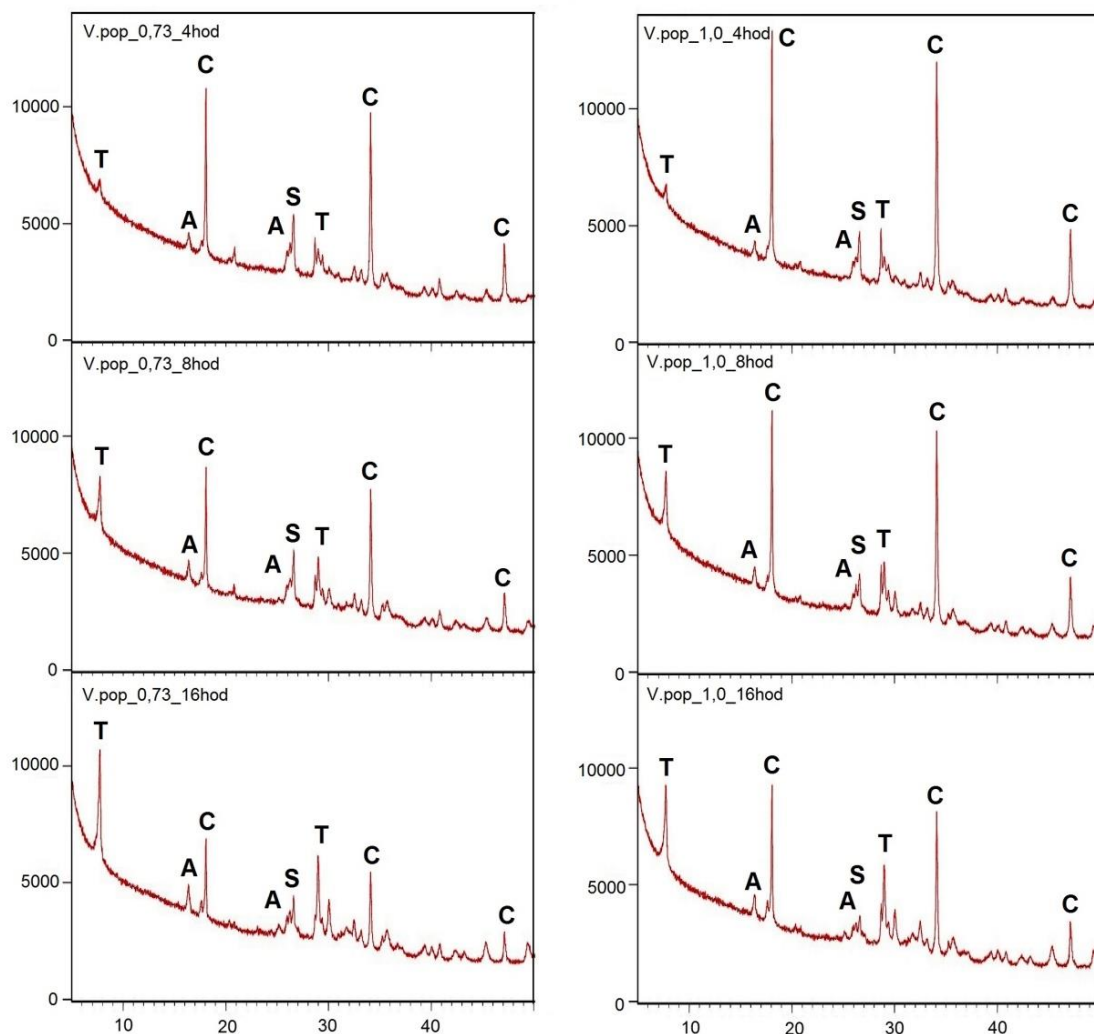 V.pop_0,73_4hod
C
C
T
A
A
S
T
C
10000
5000
0
V.pop_1,0_4hod
C
C
T
A
A
S
T
C
10000
5000
0
V.pop_0,73_8hod
T
C
C
A
A
S
T
C
10000
5000
0
V.pop_1,0_8hod
T
C
C
A
A
S
T
C
10000
5000
0
V.pop_0,73_16hod
T
A
C
A
S
T
C
C
10000
5000
0
10 20 30 40
V.pop_1,0_16hod
T
C
A
A
S
T
C
C
10000
5000
0
10 20 30 40